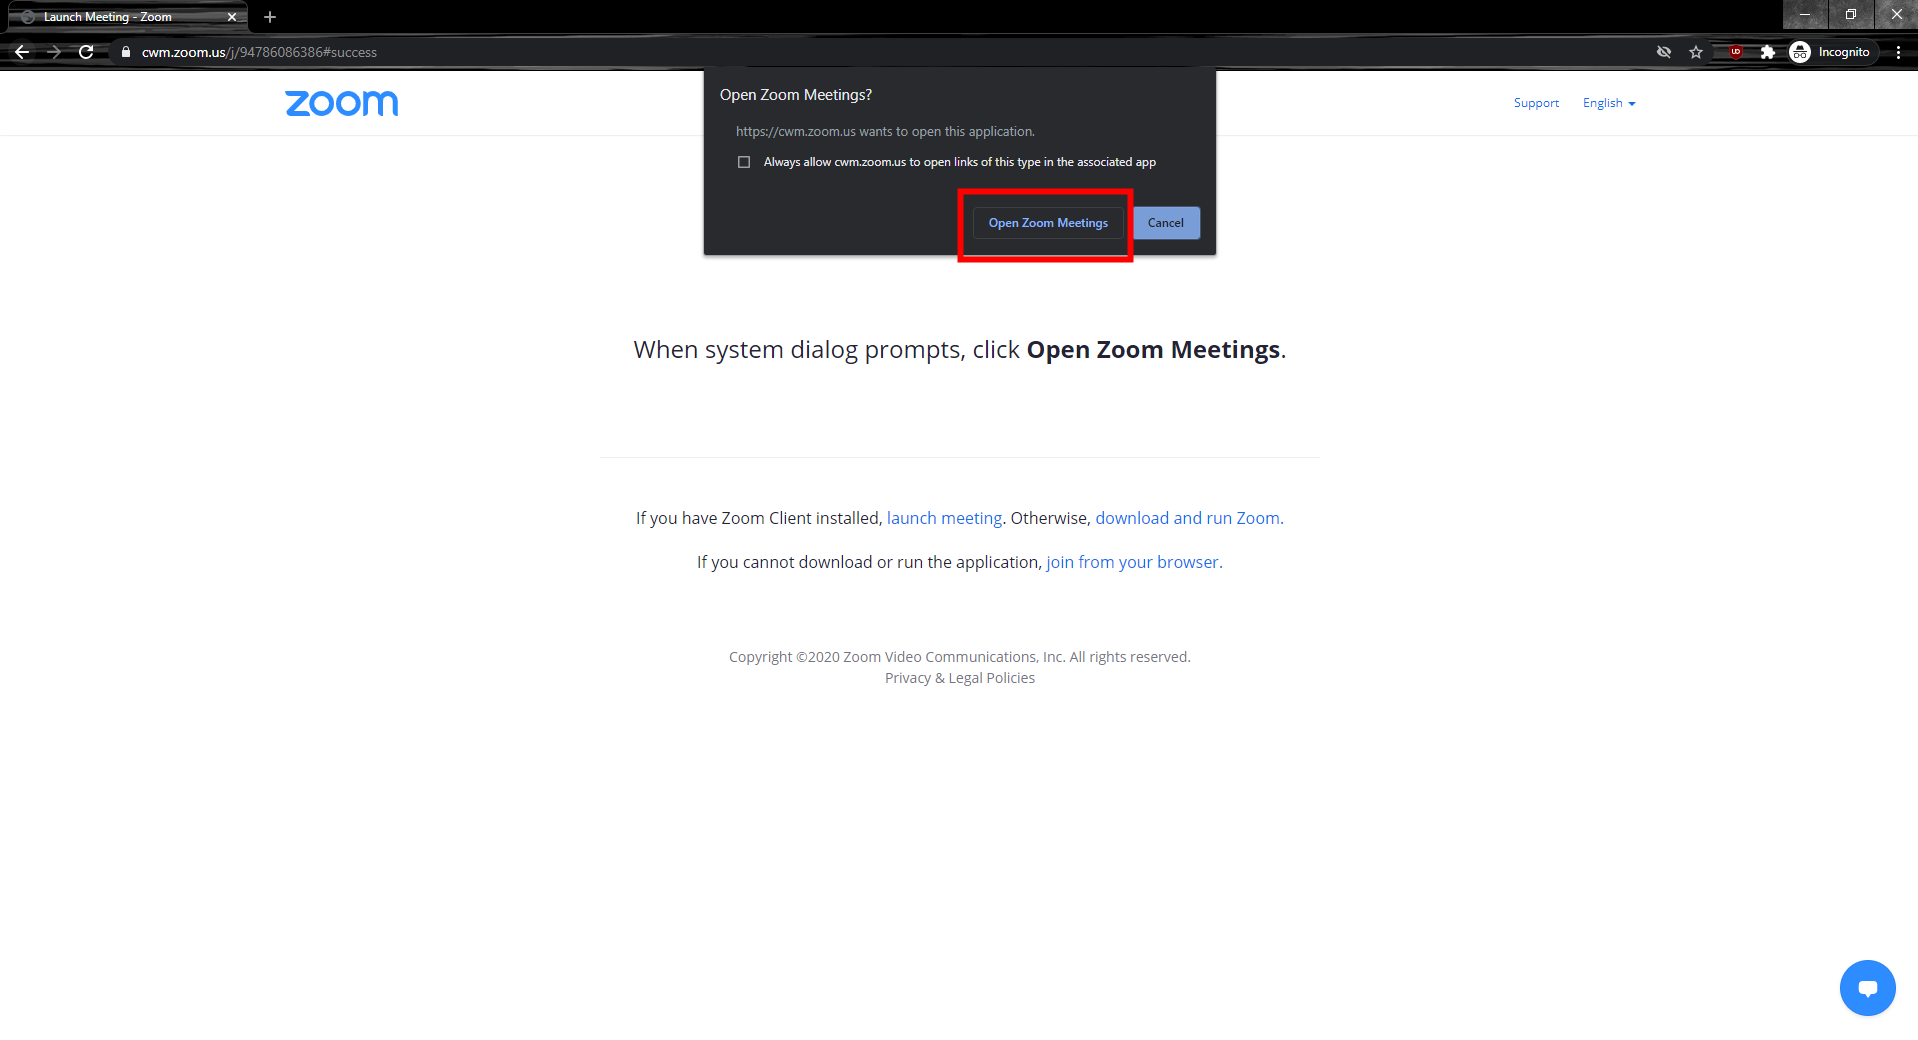 Launch Meeting - Zoom
cwm.zoom.us/j/94786086386#success
Incognito
zoom
Support
English
Open Zoom Meetings?
https://cwm.zoom.us wants to open this application.
Always allow cwm.zoom.us to open links of this type in the associated app
Open Zoom Meetings
Cancel
When system dialog prompts, click Open Zoom Meetings.
If you have Zoom Client installed, launch meeting. Otherwise, download and run Zoom.
If you cannot download or run the application, join from your browser.
Copyright ©2020 Zoom Video Communications, Inc. All rights reserved.
Privacy & Legal Policies